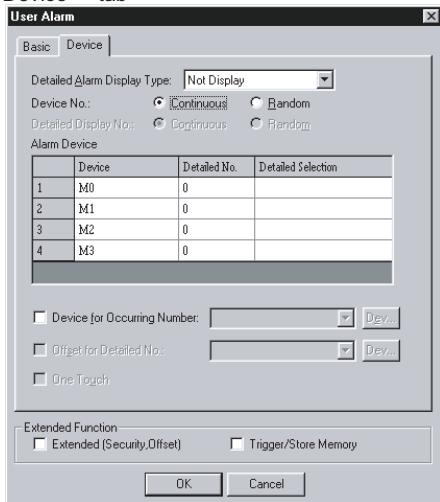 User Alarm
Basic Device
Detailed Alarm Display Type: Not Display
Device No.: Continuous Random
Detailed Display No.: Continuous Random
Alarm Device
Device Detailed No. Detailed Selection
1 M0 0
2 M1 0
3 M2 0
4 M3 0
Device for Occurring Number: Dev...
Offset for Detailed No.: Dev...
One Touch
Extended Function
Extended (Security,Offset) Trigger/Store Memory
OK Cancel